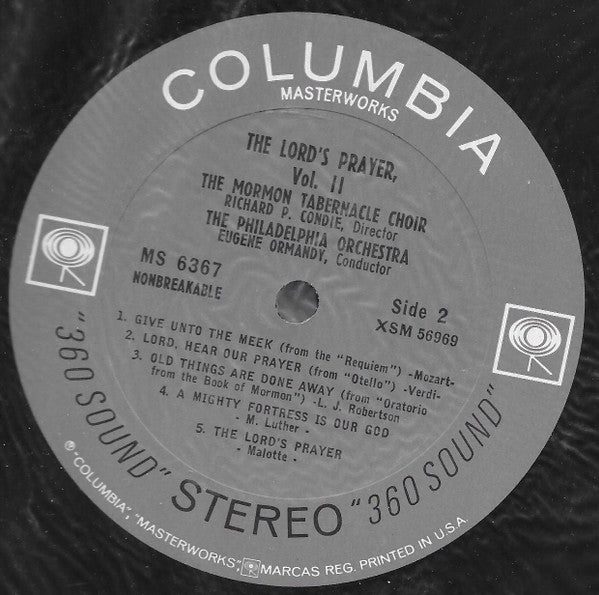 COLUMBIA
MASTERWORKS
THE LORD'S PRAYER,
Vol. II
THE MORMON TABERNACLE CHOIR
RICHARD P. CONDIE, Director
THE PHILADELPHIA ORCHESTRA
EUGENE ORMANDY, Conductor
MS 6367
NONBREAKABLE
Side 2
XSM 56969
1. GIVE UNTO THE MEEK (from the "Requiem") -Mozart-
2. LORD, HEAR OUR PRAYER (from "Otello") -Verdi-
3. OLD THINGS ARE DONE AWAY (from "Oratorio
from the Book of Mormon") -L. J. Robertson
4. A MIGHTY FORTRESS IS OUR GOD
- M. Luther -
5. THE LORD'S PRAYER
- Malotte -
"360 SOUND" STEREO "360 SOUND"
® "COLUMBIA", "MASTERWORKS", MARCAS REG. PRINTED IN U.S.A.